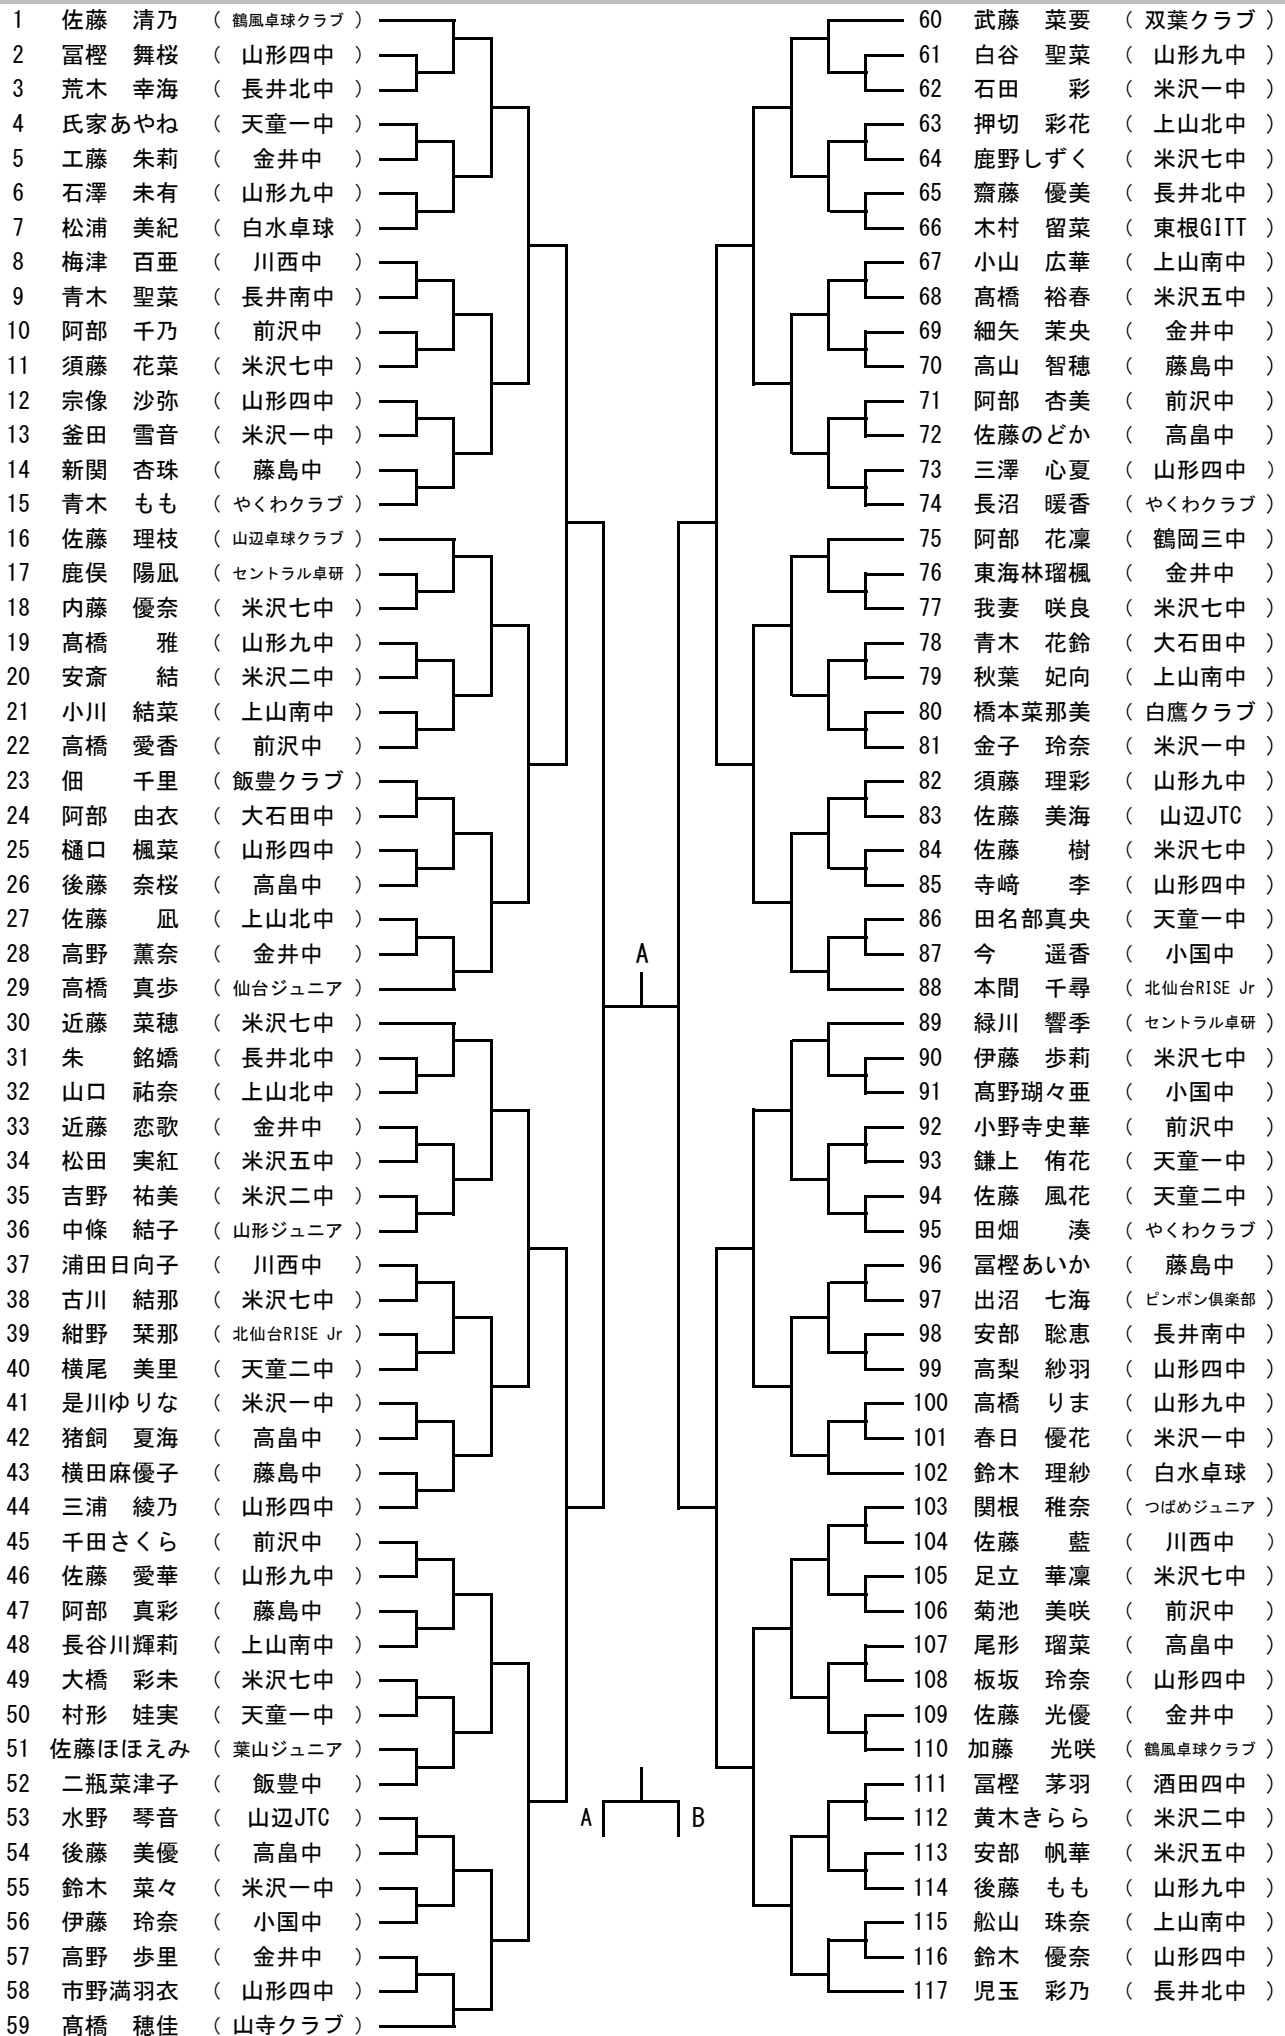 1 佐藤 清乃 ( 鶴風卓球クラブ )
2 冨樫 舞桜 ( 山形四中 )
3 荒木 幸海 ( 長井北中 )
4 氏家あやね ( 天童一中 )
5 工藤 朱莉 ( 金井中 )
6 石澤 未有 ( 山形九中 )
7 松浦 美紀 ( 白水卓球 )
8 梅津 百亜 ( 川西中 )
9 青木 聖菜 ( 長井南中 )
10 阿部 千乃 ( 前沢中 )
11 須藤 花菜 ( 米沢七中 )
12 宗像 沙弥 ( 山形四中 )
13 釜田 雪音 ( 米沢一中 )
14 新関 杏珠 ( 藤島中 )
15 青木 もも ( やくわクラブ )
16 佐藤 理枝 ( 山辺卓球クラブ )
17 鹿俣 陽凪 ( セントラル卓研 )
18 内藤 優奈 ( 米沢七中 )
19 髙橋 雅 ( 山形九中 )
20 安斎 結 ( 米沢二中 )
21 小川 結菜 ( 上山南中 )
22 高橋 愛香 ( 前沢中 )
23 佃 千里 ( 飯豊クラブ )
24 阿部 由衣 ( 大石田中 )
25 樋口 楓菜 ( 山形四中 )
26 後藤 奈桜 ( 高畠中 )
27 佐藤 凪 ( 上山北中 )
28 高野 薫奈 ( 金井中 )
29 高橋 真歩 ( 仙台ジュニア )
30 近藤 菜穂 ( 米沢七中 )
31 朱 銘嬌 ( 長井北中 )
32 山口 祐奈 ( 上山北中 )
33 近藤 恋歌 ( 金井中 )
34 松田 実紅 ( 米沢五中 )
35 吉野 祐美 ( 米沢二中 )
36 中條 結子 ( 山形ジュニア )
37 浦田日向子 ( 川西中 )
38 古川 結那 ( 米沢七中 )
39 紺野 栞那 ( 北仙台RISE Jr )
40 横尾 美里 ( 天童二中 )
41 是川ゆりな ( 米沢一中 )
42 猪飼 夏海 ( 高畠中 )
43 横田麻優子 ( 藤島中 )
44 三浦 綾乃 ( 山形四中 )
45 千田さくら ( 前沢中 )
46 佐藤 愛華 ( 山形九中 )
47 阿部 真彩 ( 藤島中 )
48 長谷川輝莉 ( 上山南中 )
49 大橋 彩未 ( 米沢七中 )
50 村形 娃実 ( 天童一中 )
51 佐藤ほほえみ ( 葉山ジュニア )
52 二瓶菜津子 ( 飯豊中 )
53 水野 琴音 ( 山辺JTC )
54 後藤 美優 ( 高畠中 )
55 鈴木 菜々 ( 米沢一中 )
56 伊藤 玲奈 ( 小国中 )
57 高野 歩里 ( 金井中 )
58 市野満羽衣 ( 山形四中 )
59 髙橋 穂佳 ( 山寺クラブ )
A
A B
60 武藤 菜要 ( 双葉クラブ )
61 白谷 聖菜 ( 山形九中 )
62 石田 彩 ( 米沢一中 )
63 押切 彩花 ( 上山北中 )
64 鹿野しずく ( 米沢七中 )
65 齋藤 優美 ( 長井北中 )
66 木村 留菜 ( 東根GITT )
67 小山 広華 ( 上山南中 )
68 髙橋 裕春 ( 米沢五中 )
69 細矢 茉央 ( 金井中 )
70 高山 智穂 ( 藤島中 )
71 阿部 杏美 ( 前沢中 )
72 佐藤のどか ( 高畠中 )
73 三澤 心夏 ( 山形四中 )
74 長沼 暖香 ( やくわクラブ )
75 阿部 花凜 ( 鶴岡三中 )
76 東海林瑠楓 ( 金井中 )
77 我妻 咲良 ( 米沢七中 )
78 青木 花鈴 ( 大石田中 )
79 秋葉 妃向 ( 上山南中 )
80 橋本菜那美 ( 白鷹クラブ )
81 金子 玲奈 ( 米沢一中 )
82 須藤 理彩 ( 山形九中 )
83 佐藤 美海 ( 山辺JTC )
84 佐藤 樹 ( 米沢七中 )
85 寺﨑 李 ( 山形四中 )
86 田名部真央 ( 天童一中 )
87 今 遥香 ( 小国中 )
88 本間 千尋 ( 北仙台RISE Jr )
89 緑川 響季 ( セントラル卓研 )
90 伊藤 歩莉 ( 米沢七中 )
91 髙野瑚々亜 ( 小国中 )
92 小野寺史華 ( 前沢中 )
93 鎌上 侑花 ( 天童一中 )
94 佐藤 風花 ( 天童二中 )
95 田畑 湊 ( やくわクラブ )
96 冨樫あいか ( 藤島中 )
97 出沼 七海 ( ピンポン倶楽部 )
98 安部 聡恵 ( 長井南中 )
99 高梨 紗羽 ( 山形四中 )
100 高橋 りま ( 山形九中 )
101 春日 優花 ( 米沢一中 )
102 鈴木 理紗 ( 白水卓球 )
103 関根 稚奈 ( つばめジュニア )
104 佐藤 藍 ( 川西中 )
105 足立 華凜 ( 米沢七中 )
106 菊池 美咲 ( 前沢中 )
107 尾形 瑠菜 ( 高畠中 )
108 板坂 玲奈 ( 山形四中 )
109 佐藤 光優 ( 金井中 )
110 加藤 光咲 ( 鶴風卓球クラブ )
111 冨樫 茅羽 ( 酒田四中 )
112 黄木きらら ( 米沢二中 )
113 安部 帆華 ( 米沢五中 )
114 後藤 もも ( 山形九中 )
115 舩山 珠奈 ( 上山南中 )
116 鈴木 優奈 ( 山形四中 )
117 児玉 彩乃 ( 長井北中 )